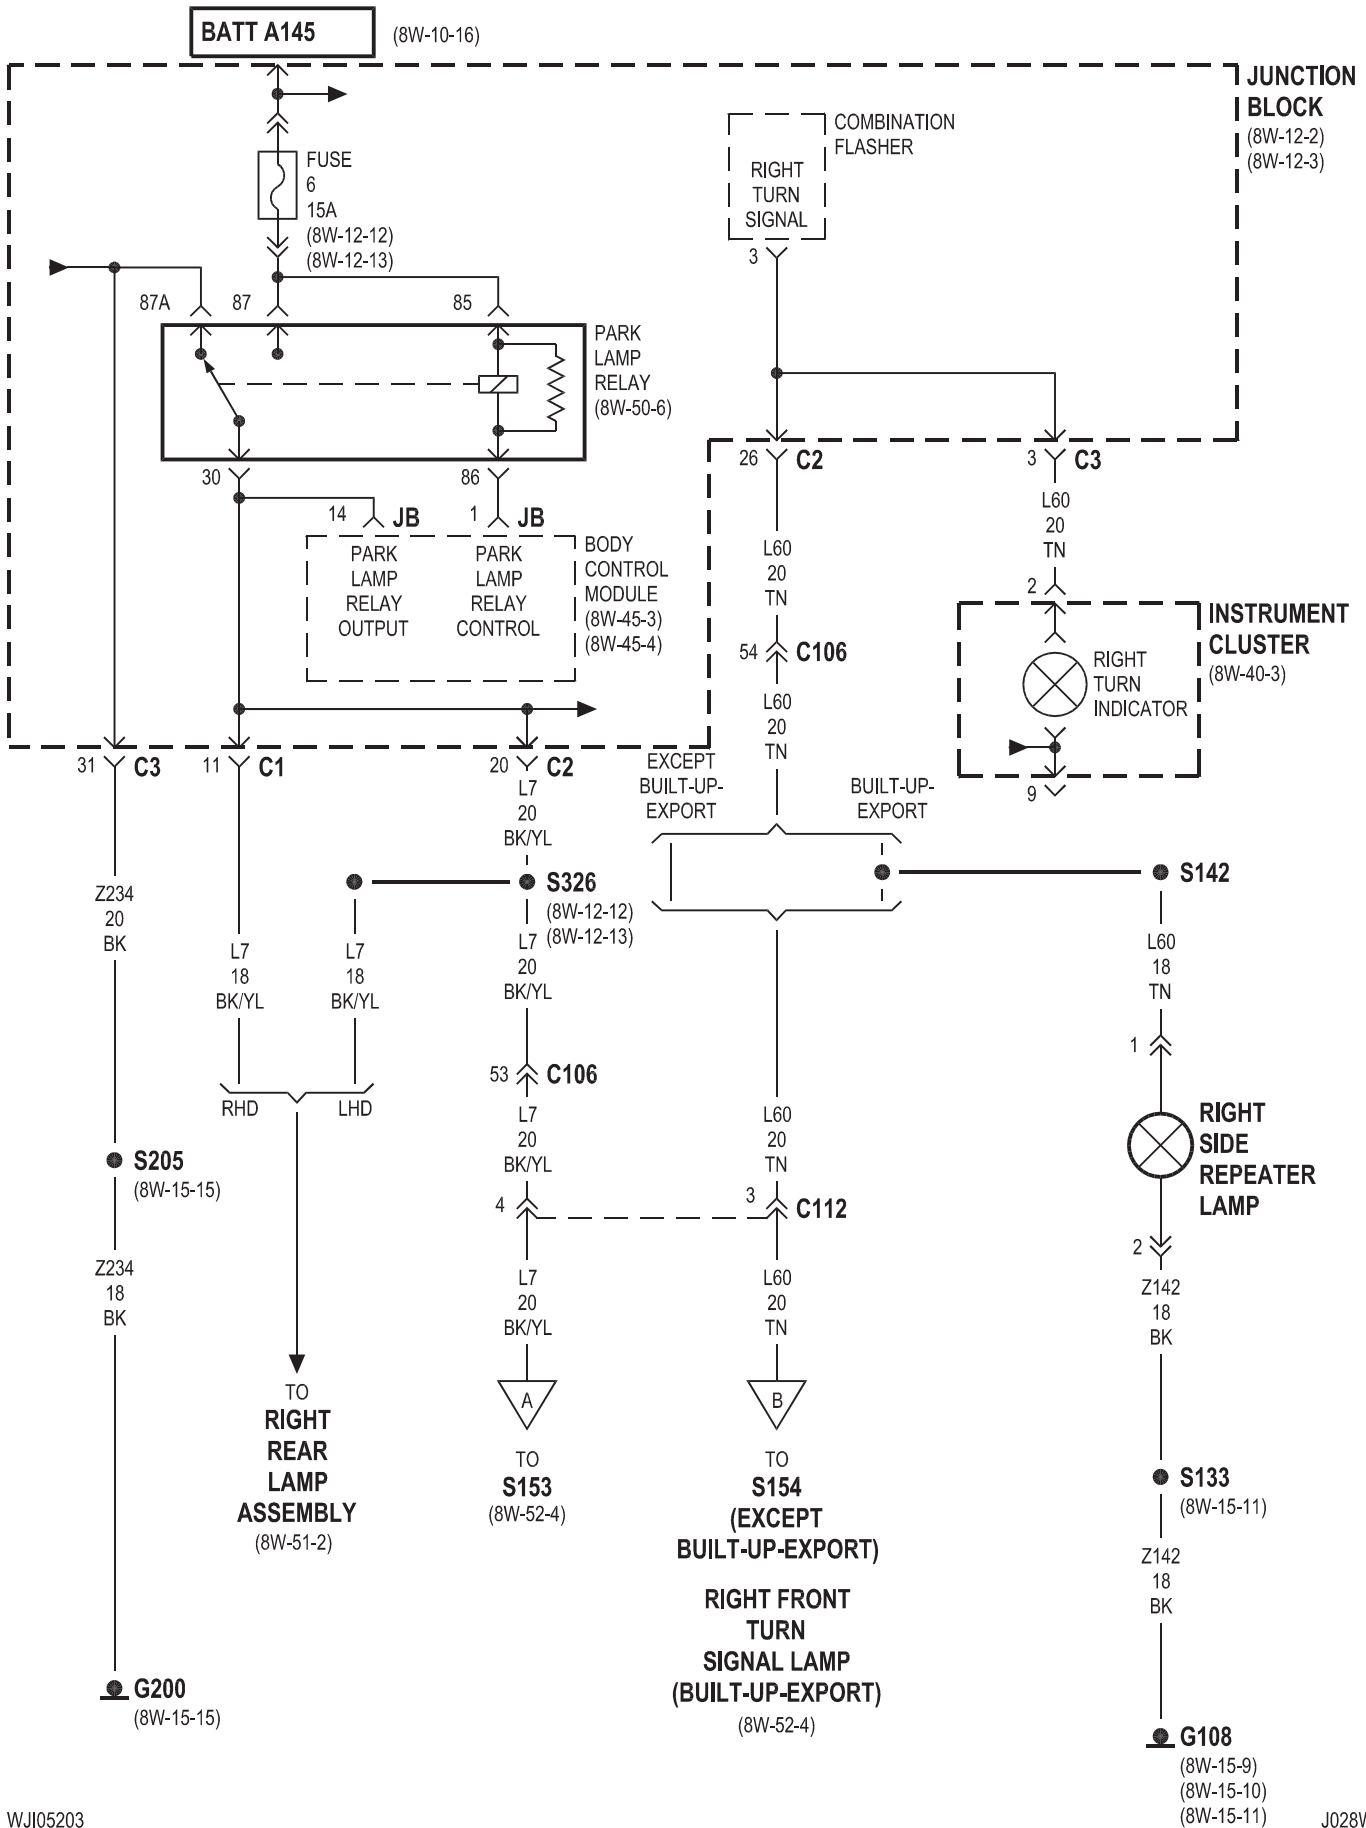 BATT A145
(8W-10-16)
JUNCTION
BLOCK
(8W-12-2)
(8W-12-3)
FUSE
6
15A
(8W-12-12)
(8W-12-13)
COMBINATION
FLASHER
RIGHT
TURN
SIGNAL
3
87A
87
85
PARK
LAMP
RELAY
(8W-50-6)
30
86
14
JB
1
JB
PARK
LAMP
RELAY
OUTPUT
PARK
LAMP
RELAY
CONTROL
BODY
CONTROL
MODULE
(8W-45-3)
(8W-45-4)
26
C2
3
C3
L60
20
TN
L60
20
TN
2
INSTRUMENT
CLUSTER
(8W-40-3)
RIGHT
TURN
INDICATOR
9
54
C106
L60
20
TN
31
C3
11
C1
20
C2
EXCEPT
BUILT-UP-
EXPORT
BUILT-UP-
EXPORT
L7
20
BK/YL
S326
(8W-12-12)
(8W-12-13)
S142
Z234
20
BK
L7
18
BK/YL
L7
18
BK/YL
L7
20
BK/YL
L60
18
TN
1
53
C106
RHD
LHD
L7
20
BK/YL
L60
20
TN
RIGHT
SIDE
REPEATER
LAMP
S205
(8W-15-15)
4
3
C112
2
Z234
18
BK
L7
20
BK/YL
L60
20
TN
Z142
18
BK
A
B
TO
RIGHT
REAR
LAMP
ASSEMBLY
(8W-51-2)
TO
S153
(8W-52-4)
TO
S154
(EXCEPT
BUILT-UP-EXPORT)
RIGHT FRONT
TURN
SIGNAL LAMP
(BUILT-UP-EXPORT)
(8W-52-4)
S133
(8W-15-11)
Z142
18
BK
G200
(8W-15-15)
G108
(8W-15-9)
(8W-15-10)
(8W-15-11)
WJI05203
J028W